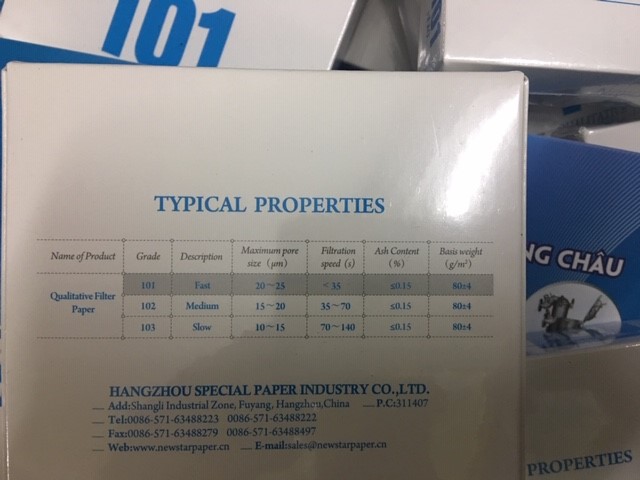 101
TYPICAL PROPERTIES
Name of Product Grade Description Maximum pore size (μm) Filtration speed (s) Ash Content (%) Basis weight (g/m²)
Qualitative Filter Paper
101 Fast 20~25 <35 ≤0.15 80±4
102 Medium 15~20 35~70 ≤0.15 80±4
103 Slow 10~15 70~140 ≤0.15 80±4
HANGZHOU SPECIAL PAPER INDUSTRY CO.,LTD.
Add:Shangli Industrial Zone, Fuyang, Hangzhou,China P.C:311407
Tel:0086-571-63488223 0086-571-63488222
Fax:0086-571-63488279 0086-571-63488497
Web:www.newstarpaper.cn E-mail:sales@newstarpaper.cn
NG CHÂU
PROPERTIES